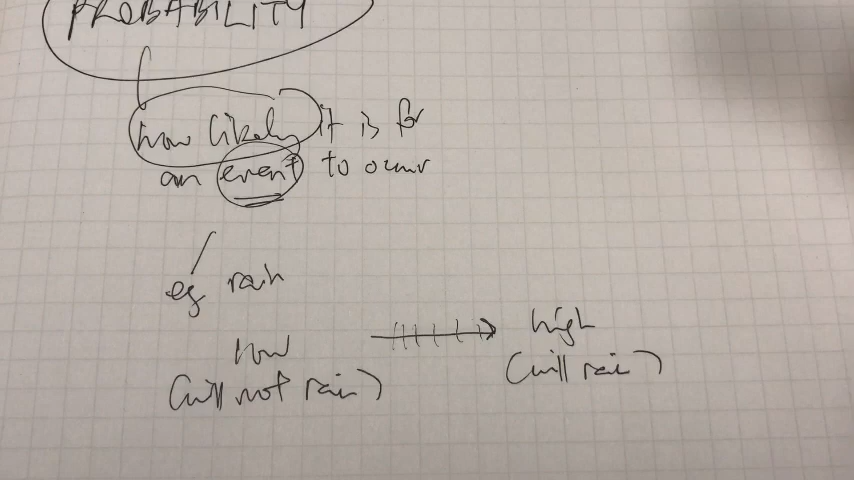 PROBABILITY
how likely it is for
an event to occur
eg rain
low
high
(will not rain)
(will rain)